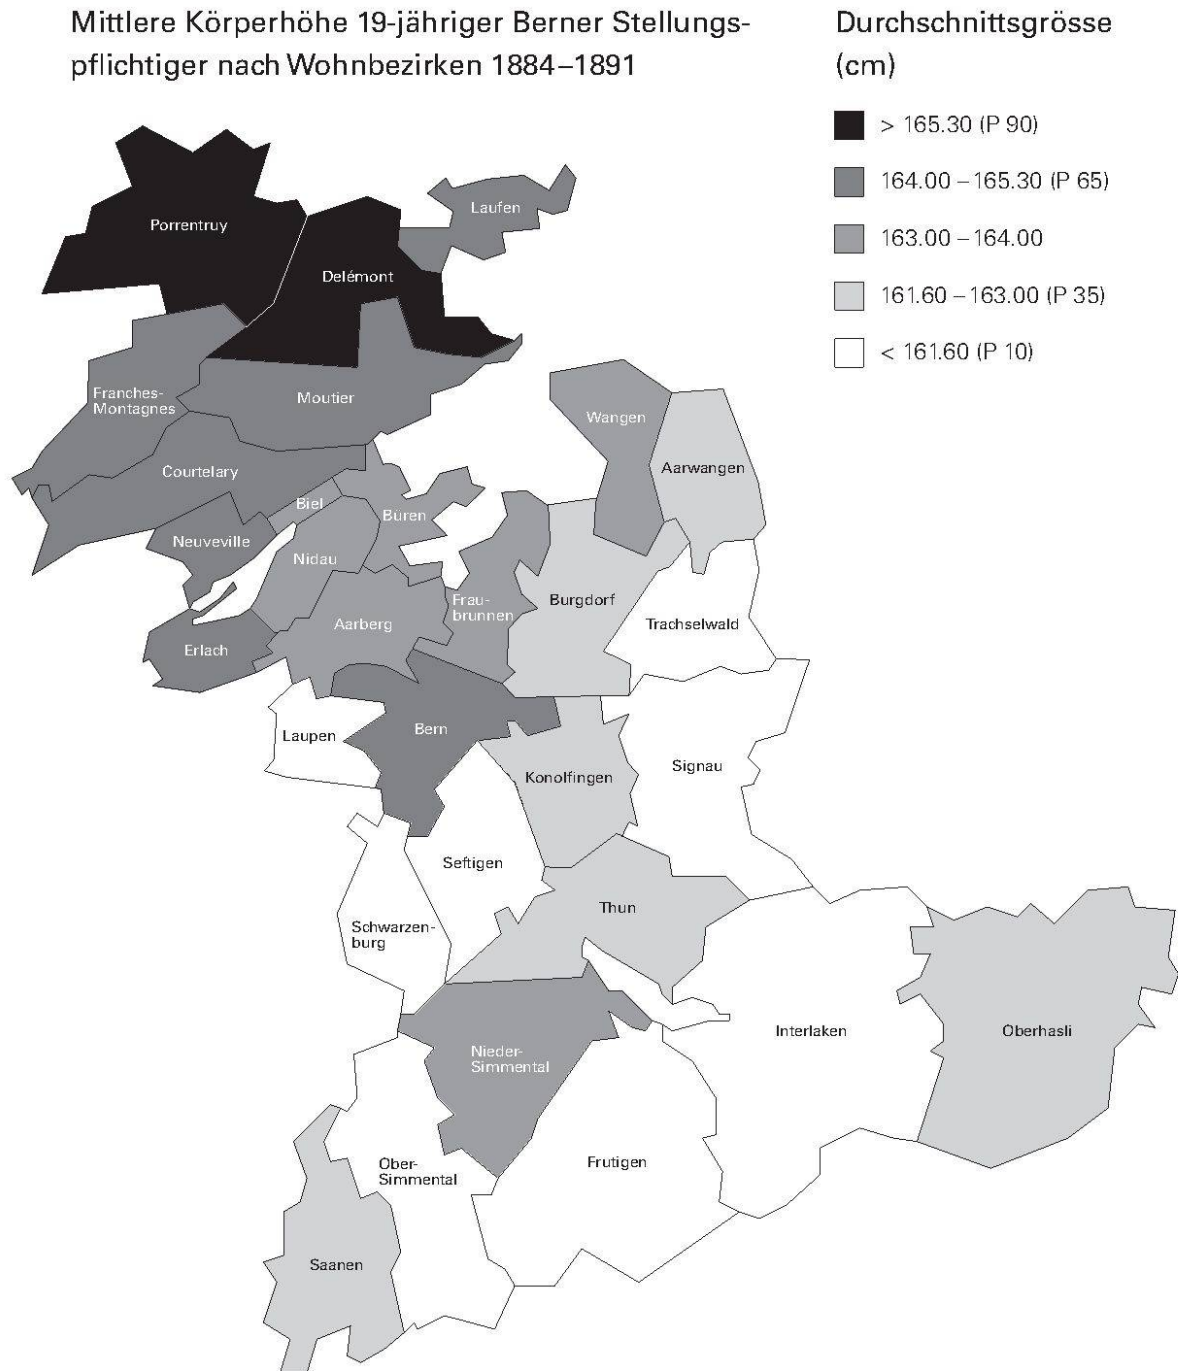 Mittlere Körperhöhe 19-jähriger Berner Stellungs-
pflichtiger nach Wohnbezirken 1884–1891
Durchschnittsgrösse
(cm)
> 165.30 (P 90)
164.00 – 165.30 (P 65)
163.00 – 164.00
161.60 – 163.00 (P 35)
< 161.60 (P 10)
Porrentruy
Laufen
Delémont
Franches-
Montagnes
Moutier
Wangen
Aarwangen
Courtelary
Biel
Büren
Neuveville
Nidau
Frau-
brunnen
Burgdorf
Trachselwald
Aarberg
Erlach
Laupen
Bern
Konolfingen
Signau
Seftigen
Thun
Schwarzen-
burg
Interlaken
Oberhasli
Nieder-
Simmental
Ober-
Simmental
Frutigen
Saanen